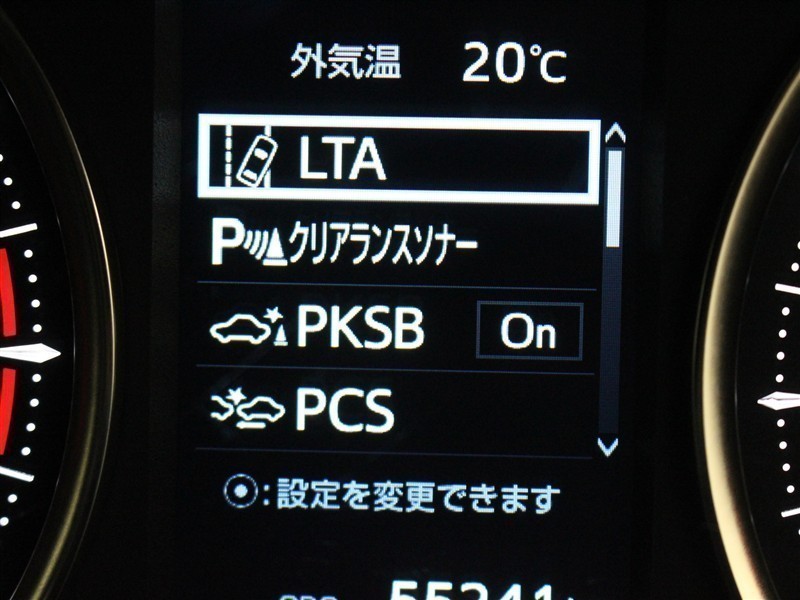 外気温 20℃
LTA
P クリアランスソナー
PKSB On
PCS
⦿:設定を変更できます